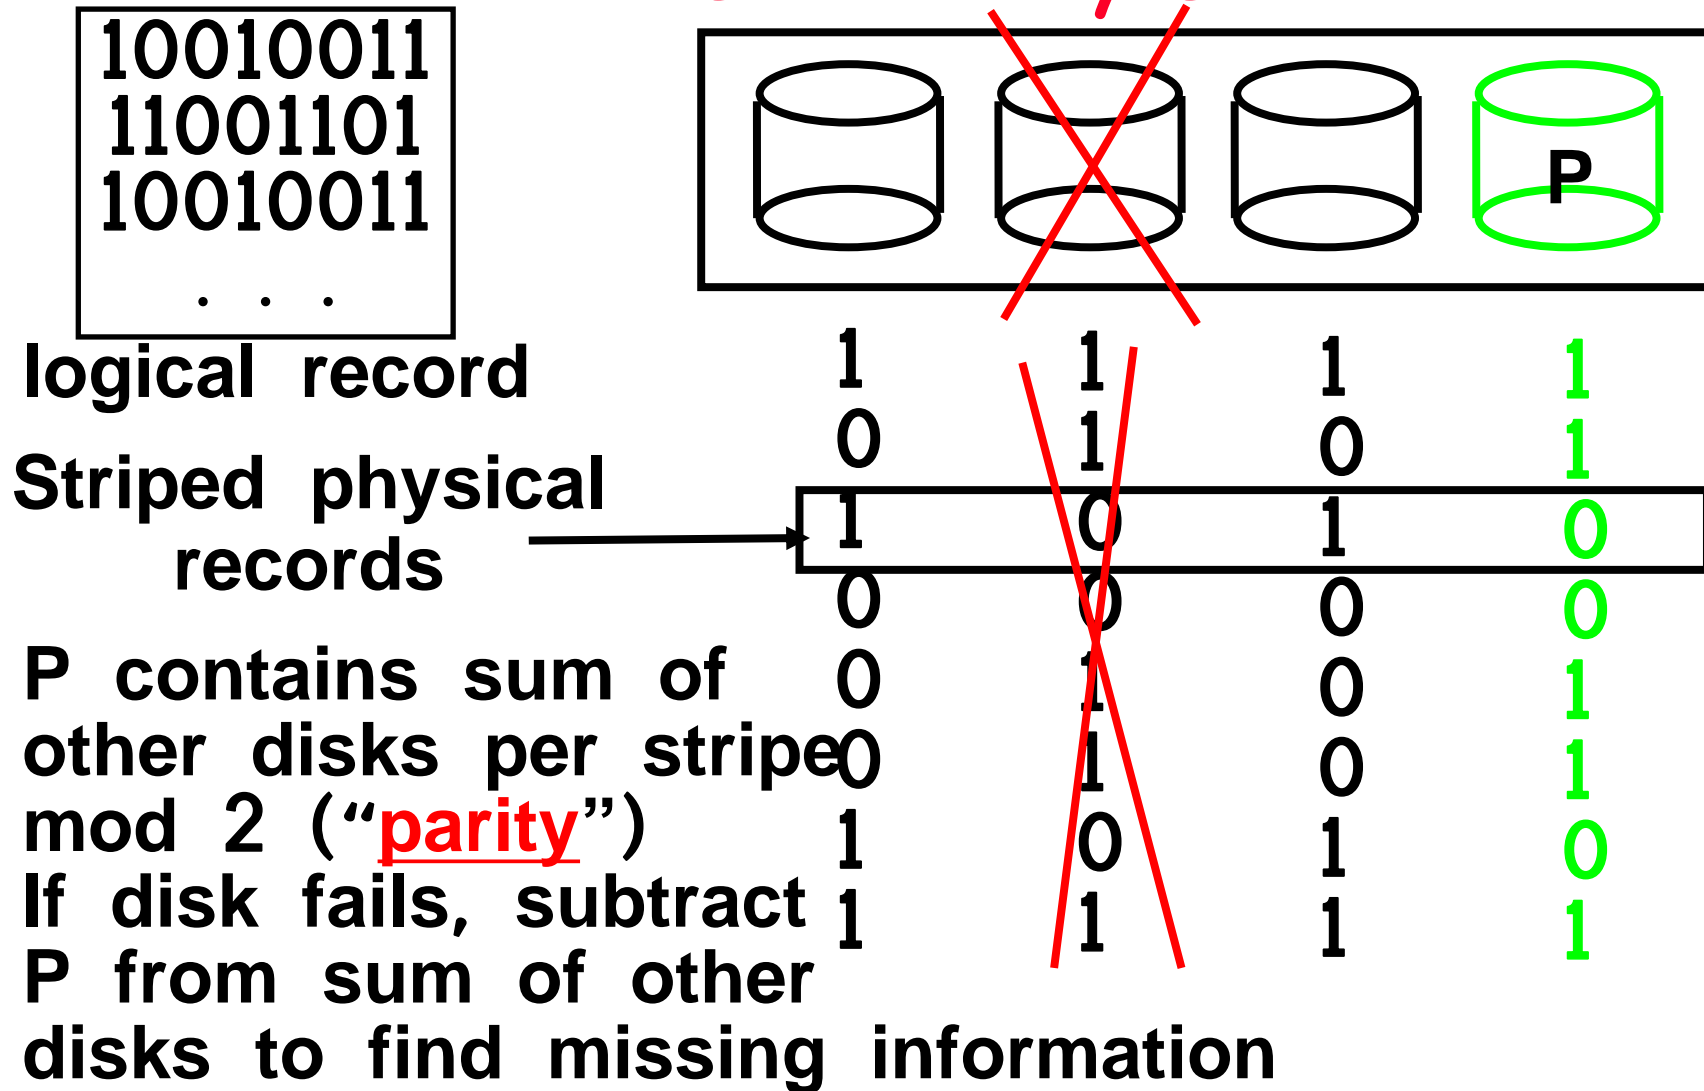 10010011
11001101
10010011
. . .
logical record
P
Striped physical
records
1 1 1 1
0 1 0 1
1 0 1 0
0 0 0 0
0 1 0 1
0 1 0 1
1 0 1 0
1 1 1 1
P contains sum of
other disks per stripe
mod 2 (“parity”)
If disk fails, subtract
P from sum of other
disks to find missing information